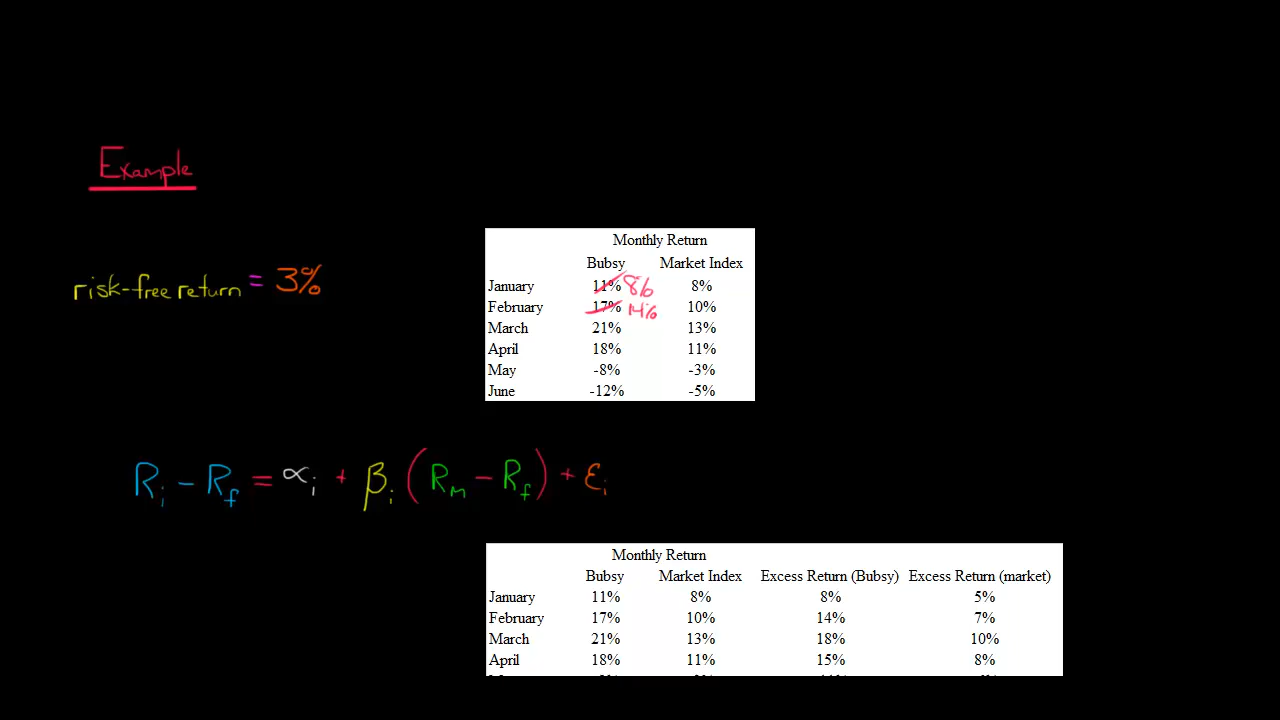 Example
risk-free return = 3%
Monthly Return
Bubsy Market Index
January 11% 8% 8%
February 17% 14% 10%
March 21% 13%
April 18% 11%
May -8% -3%
June -12% -5%
Ri - Rf = αi + βi (Rm - Rf) + εi
Monthly Return
Bubsy Market Index Excess Return (Bubsy) Excess Return (market)
January 11% 8% 8% 5%
February 17% 10% 14% 7%
March 21% 13% 18% 10%
April 18% 11% 15% 8%